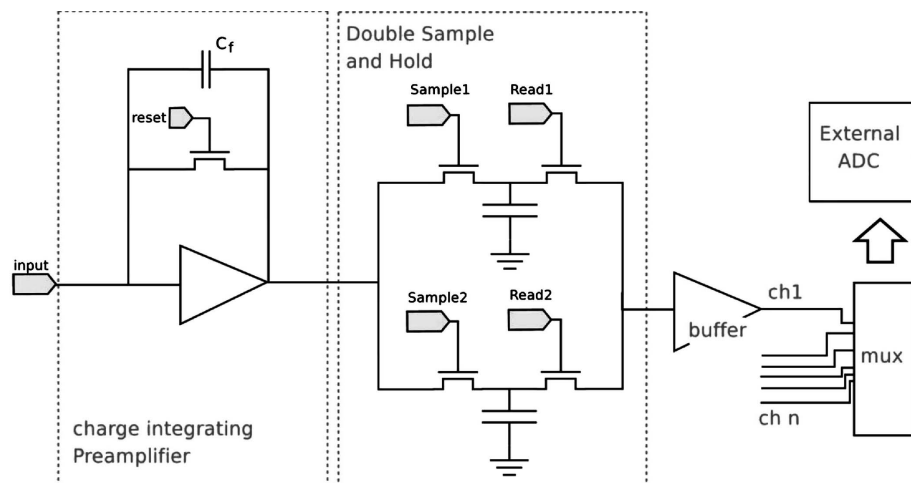 Double Sample
and Hold
Cf
reset
Sample1
Read1
External
ADC
input
Sample2
Read2
ch1
buffer
mux
ch n
charge integrating
Preamplifier